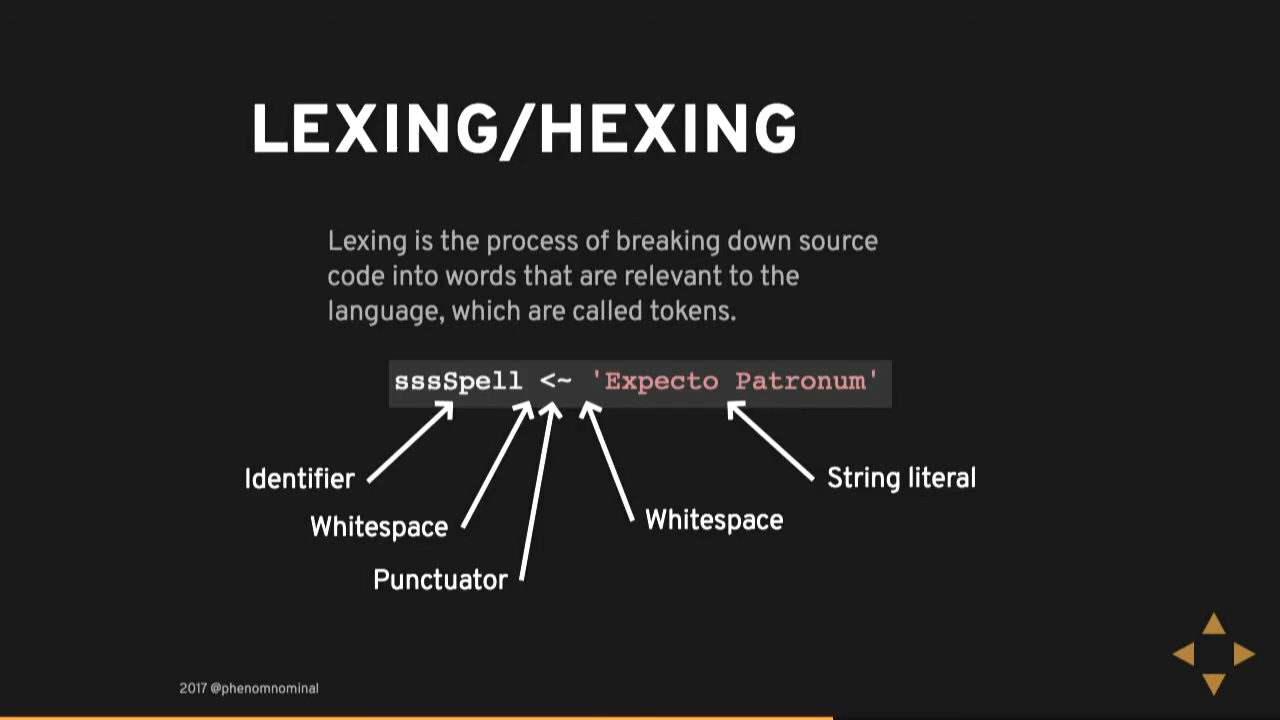 LEXING/HEXING
Lexing is the process of breaking down source
code into words that are relevant to the
language, which are called tokens.
sssSpell <~ 'Expecto Patronum'
Identifier
String literal
Whitespace
Whitespace
Punctuator
2017 @phenomnominal